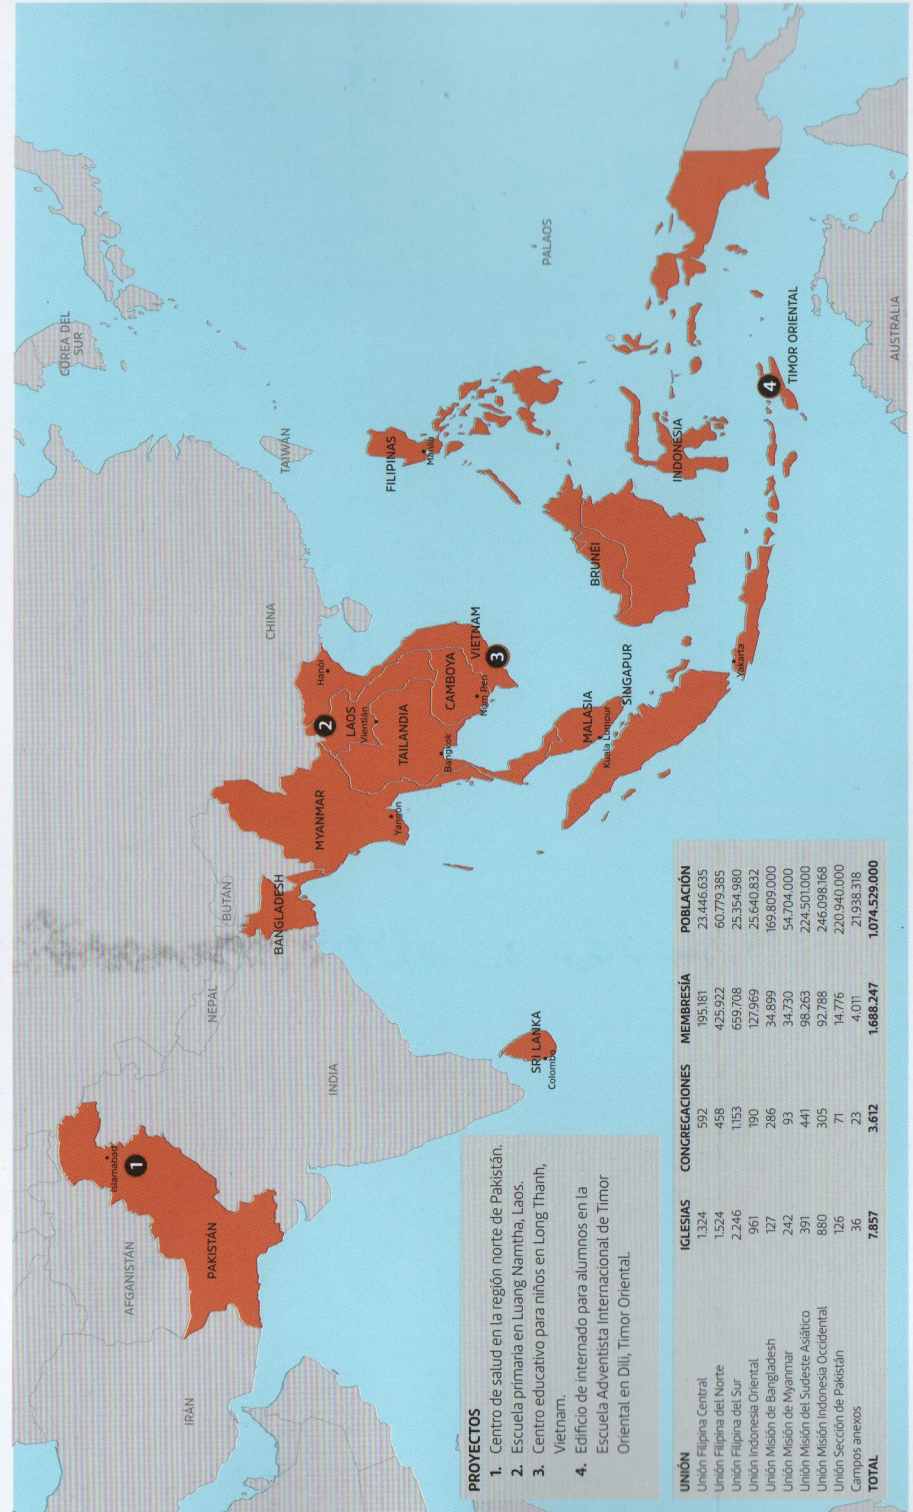 COREA DEL
SUR
TAIWÁN
CHINA
PALAOS
FILIPINAS
Manila
BUTÁN
NEPAL
INDIA
AFGANISTÁN
IRÁN
Islamabad
1
PAKISTÁN
BANGLADESH
MYANMAR
Yangón
2
Hanói
LAOS
Vientián
TAILANDIA
Bangkok
CAMBOYA
Nom Pen
VIETNAM
3
SRI LANKA
Colombo
MALASIA
Kuala Lumpur
SINGAPUR
BRUNÉI
INDONESIA
Yakarta
4
TIMOR ORIENTAL
AUSTRALIA
PROYECTOS
1. Centro de salud en la región norte de Pakistán.
2. Escuela primaria en Luang Namtha, Laos.
3. Centro educativo para niños en Long Thanh,
Vietnam.
4. Edificio de internado para alumnos en la
Escuela Adventista Internacional de Timor
Oriental en Dili, Timor Oriental.
UNIÓN IGLESIAS CONGREGACIONES MEMBRESÍA POBLACIÓN
Unión Filipina Central 1.324 592 195.181 23.446.635
Unión Filipina del Norte 1.524 458 425.922 60.779.385
Unión Filipina del Sur 2.246 1.153 659.708 25.354.980
Unión Indonesia Oriental 961 190 127.969 25.640.832
Unión Misión de Bangladesh 127 286 34.899 169.809.000
Unión Misión de Myanmar 242 93 34.730 54.704.000
Unión Misión del Sudeste Asiático 391 441 98.263 224.501.000
Unión Misión Indonesia Occidental 880 305 92.788 246.098.168
Unión Sección de Pakistán 126 71 14.776 220.940.000
Campos anexos 36 23 4.011 21.938.318
TOTAL 7.857 3.612 1.688.247 1.074.529.000